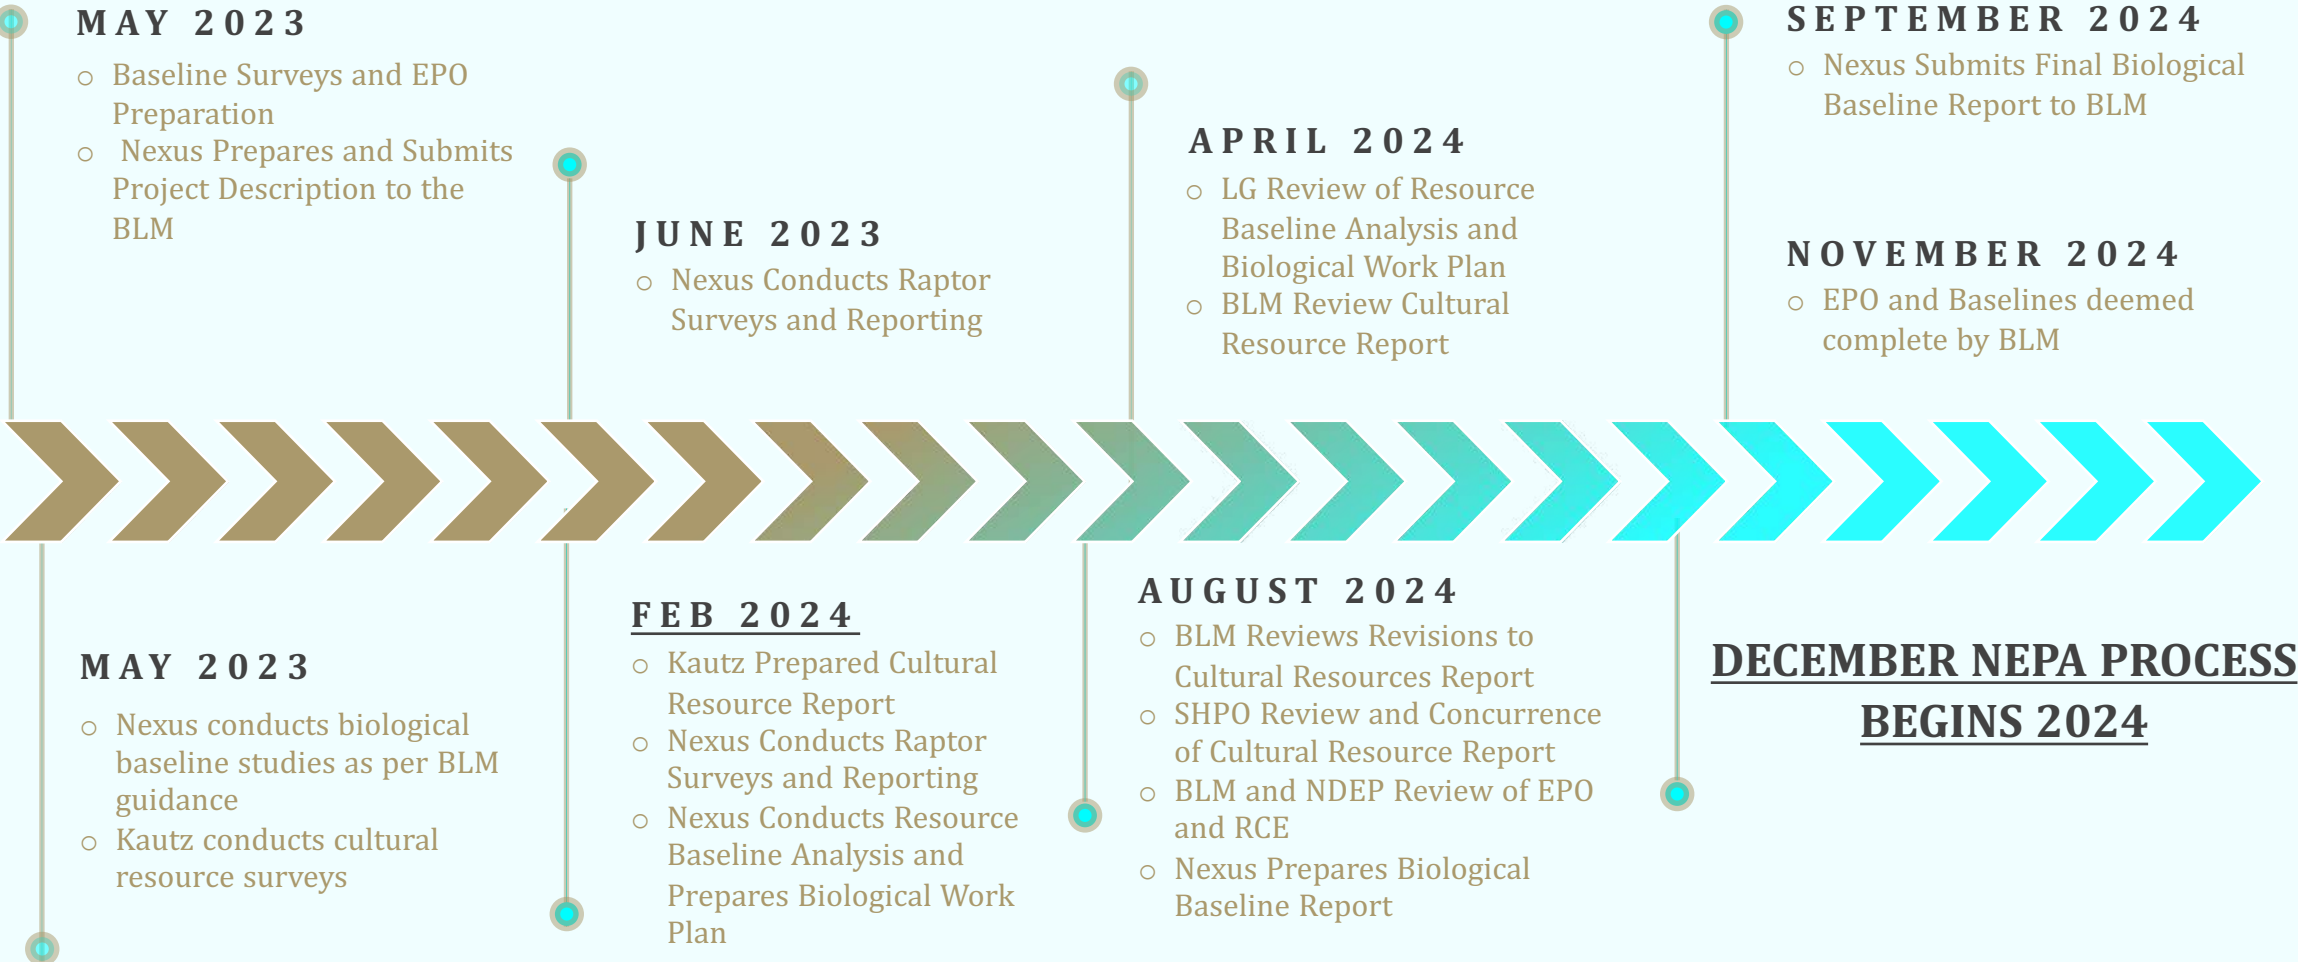 MAY 2023
○ Baseline Surveys and EPO
Preparation
○ Nexus Prepares and Submits
Project Description to the
BLM
JUNE 2023
○ Nexus Conducts Raptor
Surveys and Reporting
APRIL 2024
○ LG Review of Resource
Baseline Analysis and
Biological Work Plan
○ BLM Review Cultural
Resource Report
SEPTEMBER 2024
○ Nexus Submits Final Biological
Baseline Report to BLM
NOVEMBER 2024
○ EPO and Baselines deemed
complete by BLM
MAY 2023
○ Nexus conducts biological
baseline studies as per BLM
guidance
○ Kautz conducts cultural
resource surveys
FEB 2024
○ Kautz Prepared Cultural
Resource Report
○ Nexus Conducts Raptor
Surveys and Reporting
○ Nexus Conducts Resource
Baseline Analysis and
Prepares Biological Work
Plan
AUGUST 2024
○ BLM Reviews Revisions to
Cultural Resources Report
○ SHPO Review and Concurrence
of Cultural Resource Report
○ BLM and NDEP Review of EPO
and RCE
○ Nexus Prepares Biological
Baseline Report
DECEMBER NEPA PROCESS
BEGINS 2024